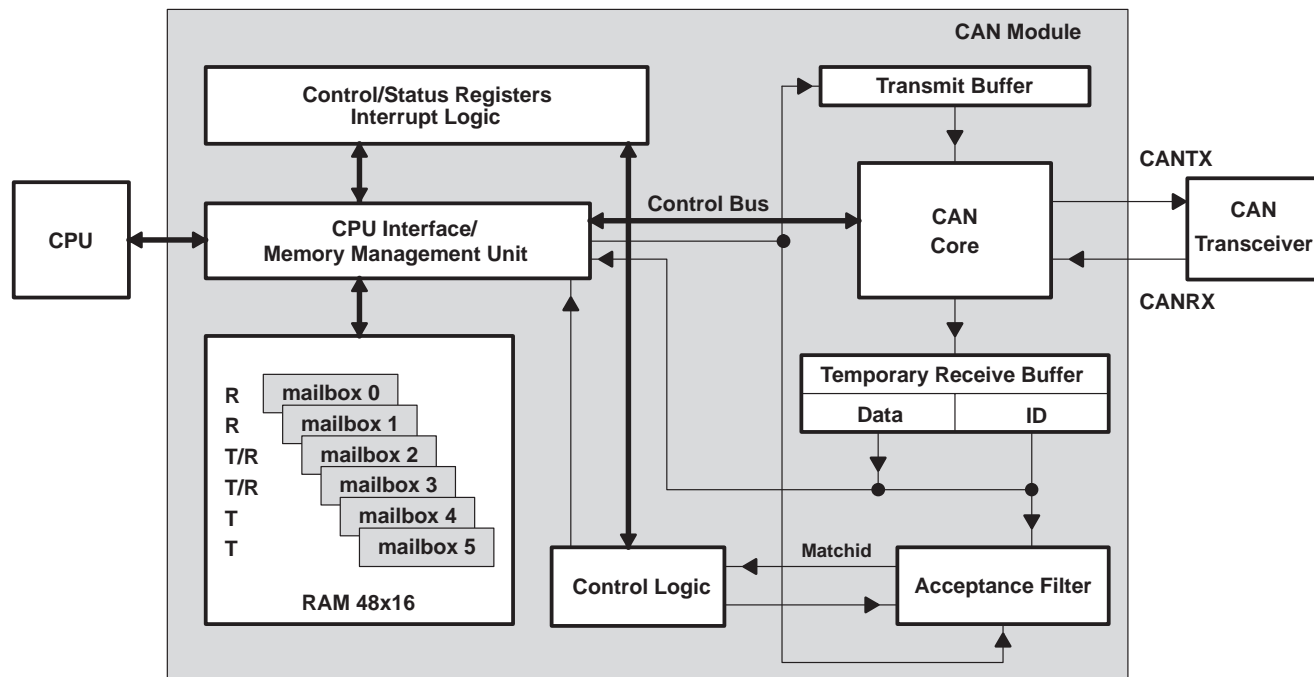 CAN Module
Control/Status Registers
Interrupt Logic
Transmit Buffer
CANTX
CPU
CPU Interface/
Memory Management Unit
Control Bus
CAN
Core
CAN
Transceiver
CANRX
Temporary Receive Buffer
Data
ID
R
mailbox 0
R
mailbox 1
T/R
mailbox 2
T/R
mailbox 3
T
mailbox 4
T
mailbox 5
RAM 48x16
Control Logic
Matchid
Acceptance Filter